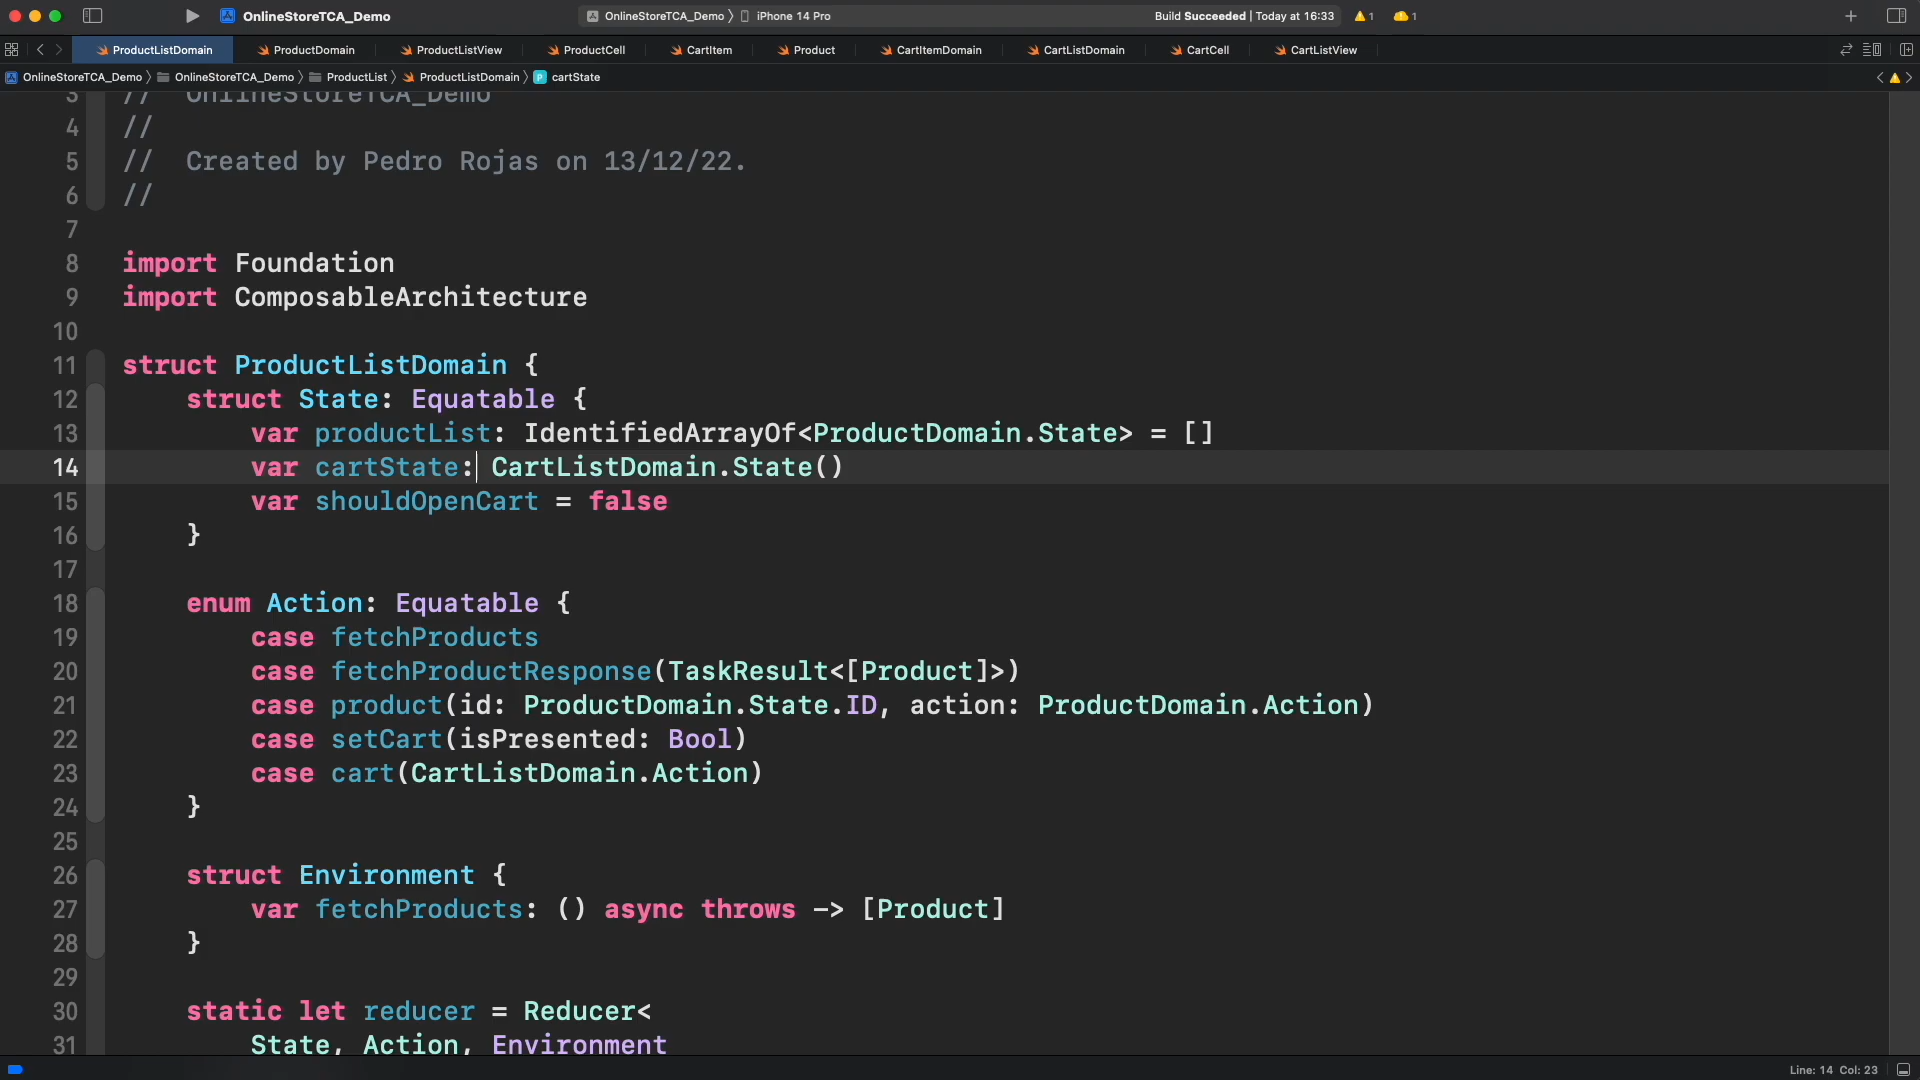 OnlineStoreTCA_Demo
OnlineStoreTCA_Demo
iPhone 14 Pro
Build Succeeded | Today at 16:33
1
1
ProductListDomain
ProductDomain
ProductListView
ProductCell
CartItem
Product
CartItemDomain
CartListDomain
CartCell
CartListView
OnlineStoreTCA_Demo
OnlineStoreTCA_Demo
ProductList
ProductListDomain
P cartState
3 //  OnlineStoreTCA_Demo
4 //
5 //  Created by Pedro Rojas on 13/12/22.
6 //
7
8 import Foundation
9 import ComposableArchitecture
10
11 struct ProductListDomain {
12     struct State: Equatable {
13         var productList: IdentifiedArrayOf<ProductDomain.State> = []
14         var cartState: CartListDomain.State()
15         var shouldOpenCart = false
16     }
17
18     enum Action: Equatable {
19         case fetchProducts
20         case fetchProductResponse(TaskResult<[Product]>)
21         case product(id: ProductDomain.State.ID, action: ProductDomain.Action)
22         case setCart(isPresented: Bool)
23         case cart(CartListDomain.Action)
24     }
25
26     struct Environment {
27         var fetchProducts: () async throws -> [Product]
28     }
29
30     static let reducer = Reducer<
31         State, Action, Environment
Line: 14 Col: 23